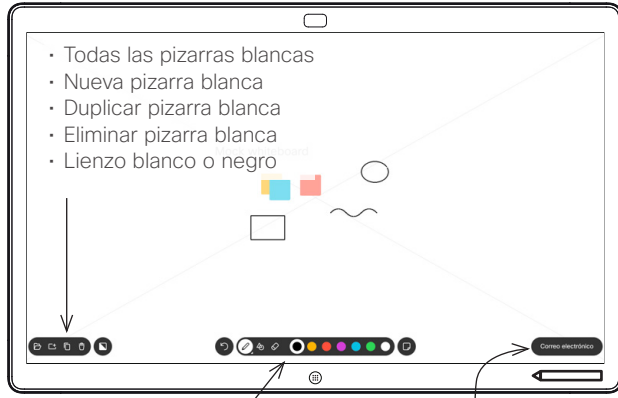 · Todas las pizarras blancas
· Nueva pizarra blanca
· Duplicar pizarra blanca
· Eliminar pizarra blanca
· Lienzo blanco o negro
Correo electrónico